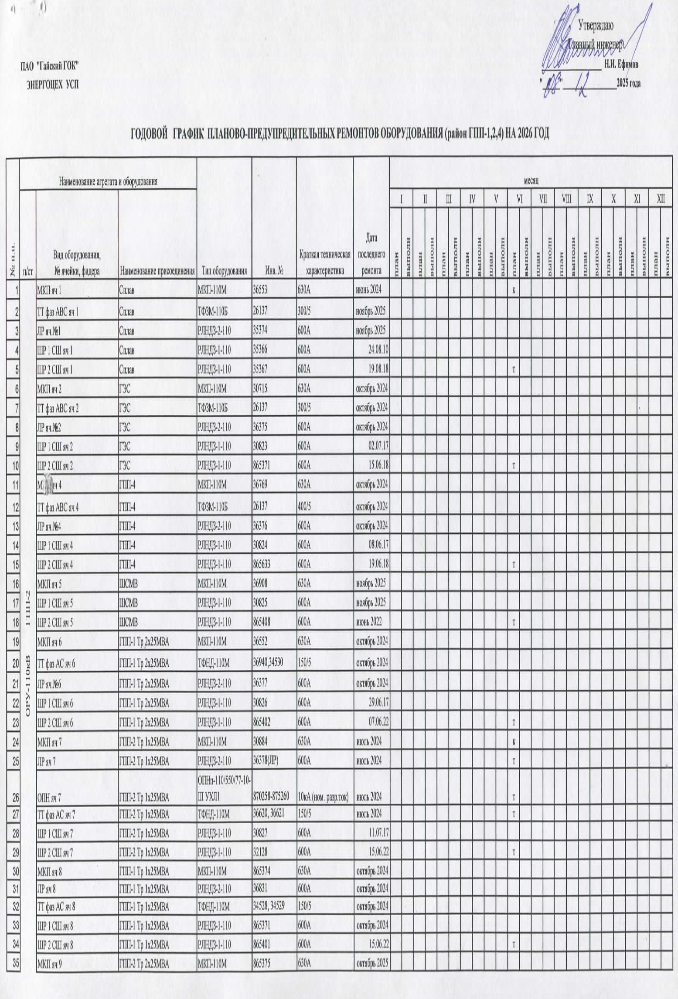 Утверждаю
Главный инженер
ПАО "Гайский ГОК"
Н.И. Ефимов
ЭНЕРГОЦЕХ УСП
"08" 12 2025 года
ГОДОВОЙ ГРАФИК ПЛАНОВО-ПРЕДУПРЕДИТЕЛЬНЫХ РЕМОНТОВ ОБОРУДОВАНИЯ (район ГПП-1,2,4) НА 2026 ГОД
№ п.п.
Наименование агрегата и оборудования
п/ст
Вид оборудования,
№ ячейки, фидера
Наименование присоединения
Тип оборудования
Инв. №
Краткая техническая
характеристика
Дата
последнего
ремонта
месяц
I II III IV V VI VII VIII IX X XI XII
план выполн план выполн план выполн план выполн план выполн план выполн план выполн план выполн план выполн план выполн план выполн план выполн
ОРУ-110кВ ГПП-2
1 МКП яч 1 Сплав МКП-110М 36553 630А июнь 2024 к
2 ТТ фаз АВС яч 1 Сплав ТФЗМ-110Б 26137 300/5 ноябрь 2025
3 ЛР яч.№1 Сплав РЛНДЗ-2-110 35374 600А ноябрь 2025
4 ШР 1 СШ яч 1 Сплав РЛНДЗ-1-110 35366 600А 24.08.10
5 ШР 2 СШ яч 1 Сплав РЛНДЗ-1-110 35367 600А 19.08.18 т
6 МКП яч 2 ГЭС МКП-110М 30715 630А октябрь 2024
7 ТТ фаз АВС яч 2 ГЭС ТФЗМ-110Б 26137 300/5 октябрь 2024
8 ЛР яч.№2 ГЭС РЛНДЗ-2-110 36375 600А октябрь 2024
9 ШР 1 СШ яч 2 ГЭС РЛНДЗ-1-110 30823 600А 02.07.17
10 ШР 2 СШ яч 2 ГЭС РЛНДЗ-1-110 865371 600А 15.06.18 т
11 яч 4 ГПП-4 МКП-110М 36769 630А октябрь 2024
12 ТТ фаз АВС яч 4 ГПП-4 ТФЗМ-110Б 26137 400/5 октябрь 2024
13 ЛР яч.№4 ГПП-4 РЛНДЗ-2-110 36376 600А октябрь 2024
14 ШР 1 СШ яч 4 ГПП-4 РЛНДЗ-1-110 30824 600А 08.06.17
15 ШР 2 СШ яч 4 ГПП-4 РЛНДЗ-1-110 865633 600А 19.06.18 т
16 МКП яч 5 ШСМВ МКП-110М 36908 630А ноябрь 2025
17 ШР 1 СШ яч 5 ШСМВ РЛНДЗ-1-110 30825 600А ноябрь 2025
18 ШР 2 СШ яч 5 ШСМВ РЛНДЗ-1-110 865408 600А июнь 2022 т
19 МКП яч 6 ГПП-1 Тр 2х25МВА МКП-110М 36552 630А октябрь 2024
20 ТТ фаз АС яч 6 ГПП-1 Тр 2х25МВА ТФНД-110М 36940,34530 150/5 октябрь 2024
21 ЛР яч.№6 ГПП-1 Тр 2х25МВА РЛНДЗ-2-110 36377 600А октябрь 2024
22 ШР 1 СШ яч 6 ГПП-1 Тр 2х25МВА РЛНДЗ-1-110 30826 600А 29.06.17
23 ШР 2 СШ яч 6 ГПП-1 Тр 2х25МВА РЛНДЗ-1-110 865402 600А 07.06.22 т
24 МКП яч 7 ГПП-2 Тр 1х25МВА МКП-110М 30884 630А июль 2024 к
25 ЛР яч 7 ГПП-2 Тр 1х25МВА РЛНДЗ-2-110 36378(ЛР) 600А июль 2024 т
ОПНп-110/550/77-10-
26 ОПН яч 7 ГПП-2 Тр 1х25МВА III УХЛ1 870258-875260 10кА (ном. разр.ток) июль 2024 т
27 ТТ фаз АС яч 7 ГПП-2 Тр 1х25МВА ТФНД-110М 36620, 36621 150/5 июль 2024 т
28 ШР 1 СШ яч 7 ГПП-2 Тр 1х25МВА РЛНДЗ-1-110 30827 600А 11.07.17
29 ШР 2 СШ яч 7 ГПП-2 Тр 1х25МВА РЛНДЗ-1-110 32128 600А 15.06.22 т
30 МКП яч 8 ГПП-1 Тр 1х25МВА МКП-110М 865374 630А октябрь 2024
31 ЛР яч 8 ГПП-1 Тр 1х25МВА РЛНДЗ-2-110 36831 600А октябрь 2024
32 ТТ фаз АС яч 8 ГПП-1 Тр 1х25МВА ТФНД-110М 34528, 34529 150/5 октябрь 2024
33 ШР 1 СШ яч 8 ГПП-1 Тр 1х25МВА РЛНДЗ-1-110 865371 600А октябрь 2024
34 ШР 2 СШ яч 8 ГПП-1 Тр 1х25МВА РЛНДЗ-1-110 865401 600А 15.06.22 т
35 МКП яч 9 ГПП-2 Тр 2х25МВА МКП-110М 865375 630А октябрь 2025